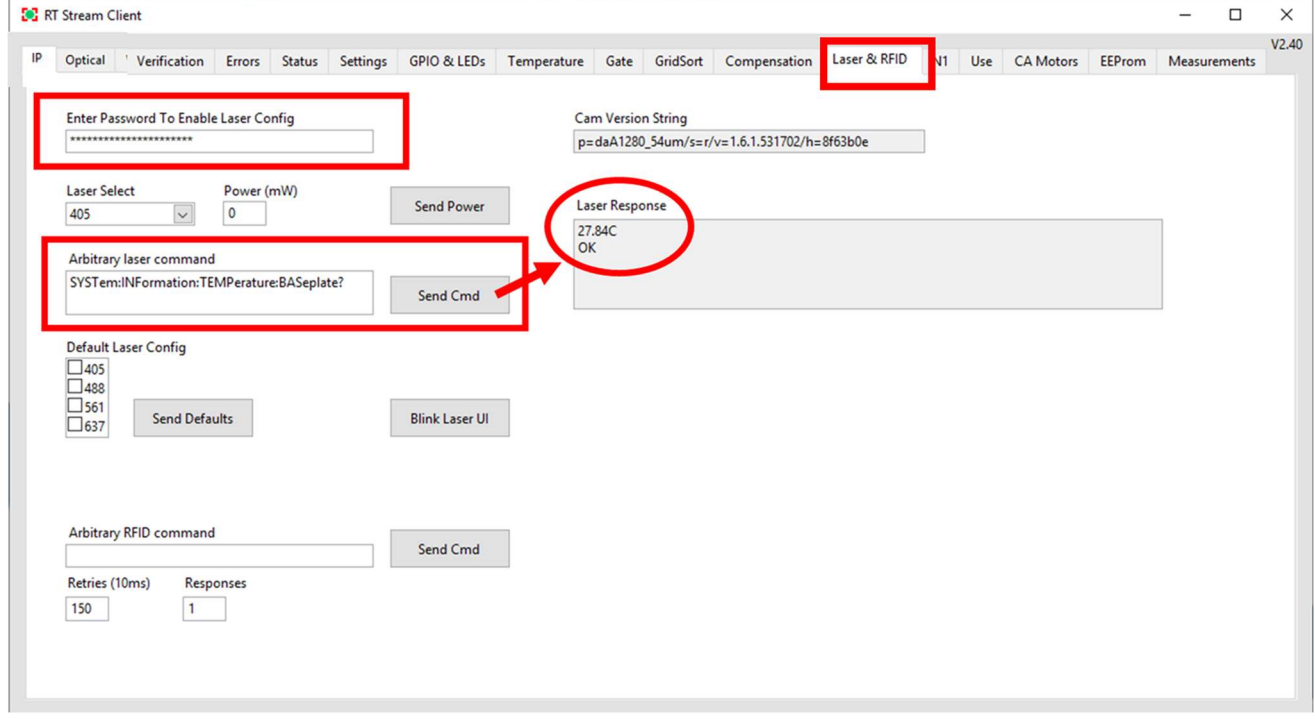 RT Stream Client
V2.40
IP Optical Verification Errors Status Settings GPIO & LEDs Temperature Gate GridSort Compensation Laser & RFID N1 Use CA Motors EEProm Measurements
Enter Password To Enable Laser Config
**********************
Cam Version String
p=daA1280_54um/s=r/v=1.6.1.531702/h=8f63b0e
Laser Select Power (mW)
405 0 Send Power
Laser Response
27.84C
OK
Arbitrary laser command
SYSTem:INFormation:TEMPerature:BASeplate?
Send Cmd
Default Laser Config
405
488
561
637
Send Defaults Blink Laser UI
Arbitrary RFID command
Send Cmd
Retries (10ms) Responses
150 1